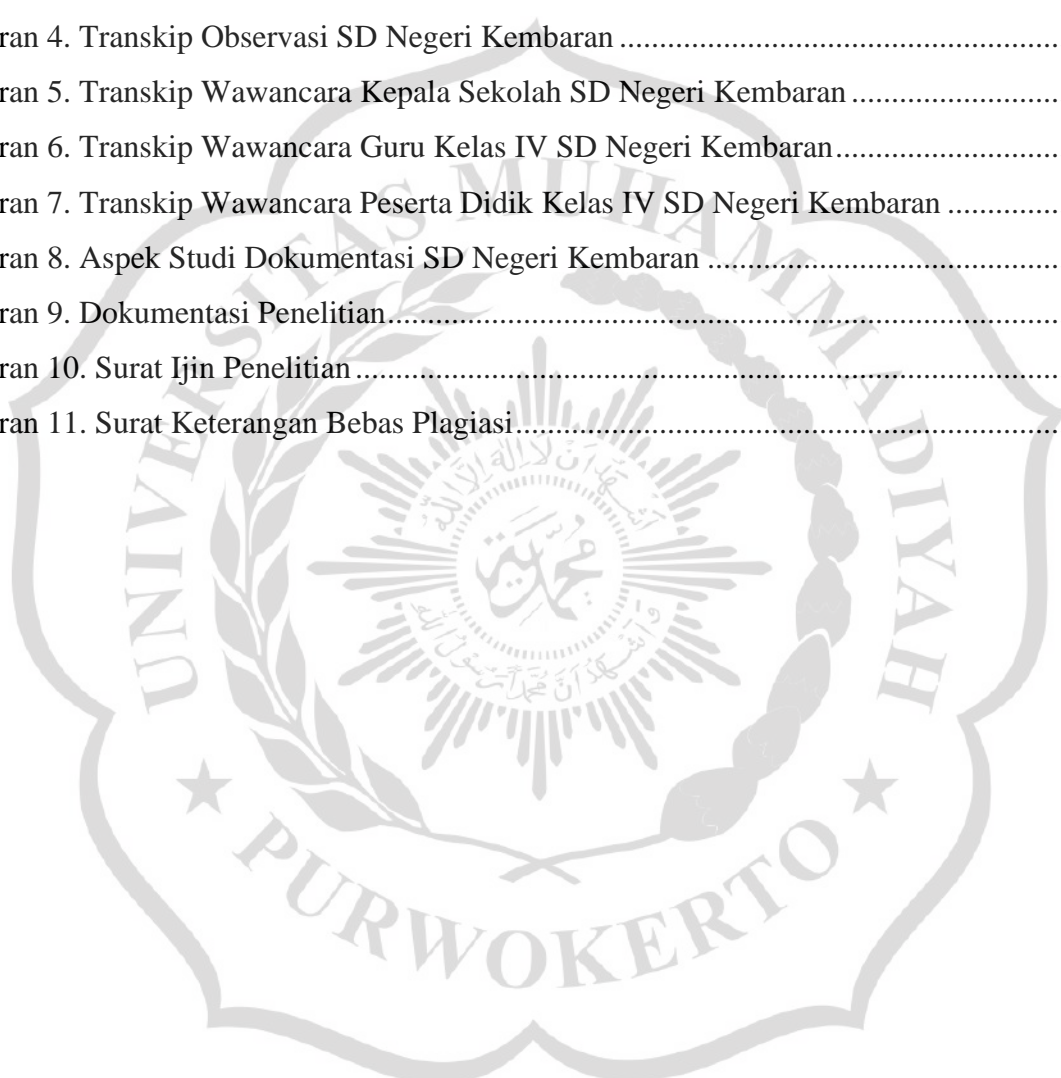 ran 4. Transkip Observasi SD Negeri Kembaran ........................................................
ran 5. Transkip Wawancara Kepala Sekolah SD Negeri Kembaran ..........................
ran 6. Transkip Wawancara Guru Kelas IV SD Negeri Kembaran............................
ran 7. Transkip Wawancara Peserta Didik Kelas IV SD Negeri Kembaran ..............
ran 8. Aspek Studi Dokumentasi SD Negeri Kembaran ............................................
ran 9. Dokumentasi Penelitian....................................................................................
ran 10. Surat Ijin Penelitian ........................................................................................
ran 11. Surat Keterangan Bebas Plagiasi....................................................................
UNIVERSITAS MUHAMMADIYAH
PURWOKERTO